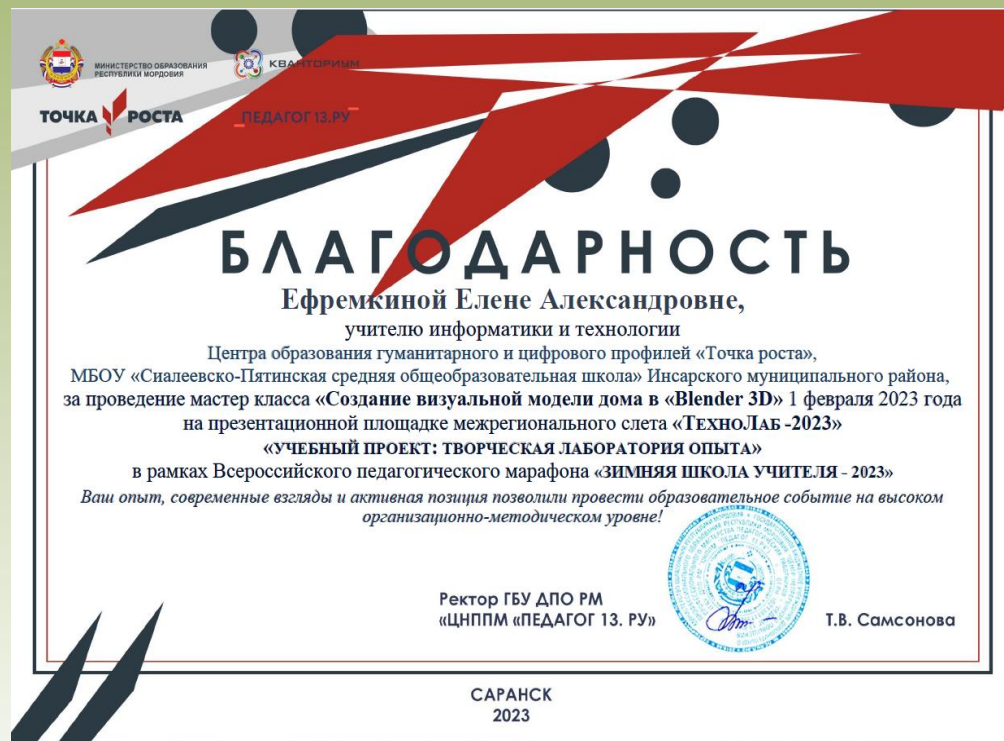 МИНИСТЕРСТВО ОБРАЗОВАНИЯ
РЕСПУБЛИКИ МОРДОВИЯ
КВАНТОРИУМ
ТОЧКА РОСТА
ПЕДАГОГ 13.РУ
БЛАГОДАРНОСТЬ
Ефремкиной Елене Александровне,
учителю информатики и технологии
Центра образования гуманитарного и цифрового профилей «Точка роста»,
МБОУ «Сиалеевско-Пятинская средняя общеобразовательная школа» Инсарского муниципального района,
за проведение мастер класса «Создание визуальной модели дома в «Blender 3D» 1 февраля 2023 года
на презентационной площадке межрегионального слета «ТЕХНОЛАБ -2023»
«УЧЕБНЫЙ ПРОЕКТ: ТВОРЧЕСКАЯ ЛАБОРАТОРИЯ ОПЫТА»
в рамках Всероссийского педагогического марафона «ЗИМНЯЯ ШКОЛА УЧИТЕЛЯ - 2023»
Ваш опыт, современные взгляды и активная позиция позволили провести образовательное событие на высоком
организационно-методическом уровне!
Ректор ГБУ ДПО РМ
«ЦНППМ «ПЕДАГОГ 13. РУ»
Т.В. Самсонова
САРАНСК
2023